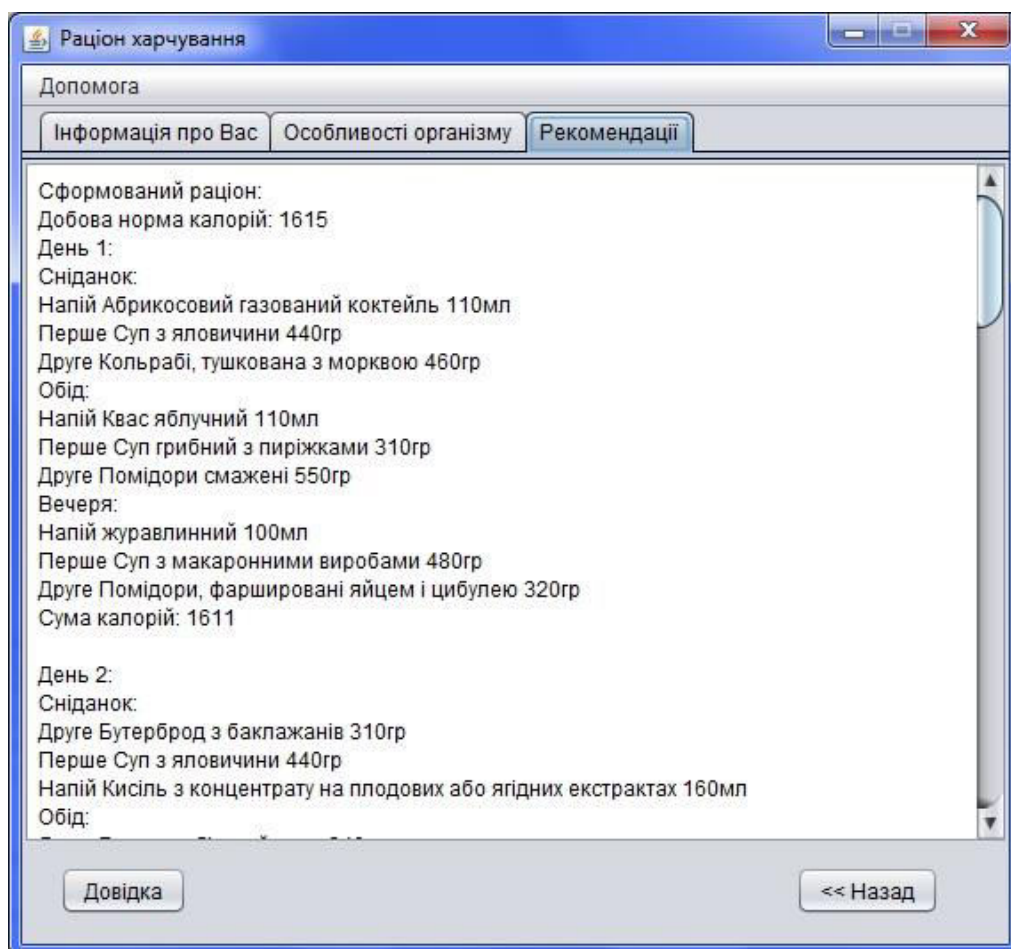 Раціон харчування
Допомога
Інформація про Вас
Особливості організму
Рекомендації
Сформований раціон:
Добова норма калорій: 1615
День 1:
Сніданок:
Напій Абрикосовий газований коктейль 110мл
Перше Суп з яловичини 440гр
Друге Кольрабі, тушкована з морквою 460гр
Обід:
Напій Квас яблучний 110мл
Перше Суп грибний з пиріжками 310гр
Друге Помідори смажені 550гр
Вечеря:
Напій журавлинний 100мл
Перше Суп з макаронними виробами 480гр
Друге Помідори, фаршировані яйцем і цибулею 320гр
Сума калорій: 1611
День 2:
Сніданок:
Друге Бутерброд з баклажанів 310гр
Перше Суп з яловичини 440гр
Напій Кисіль з концентрату на плодових або ягідних екстрактах 160мл
Обід:
Довідка
<< Назад